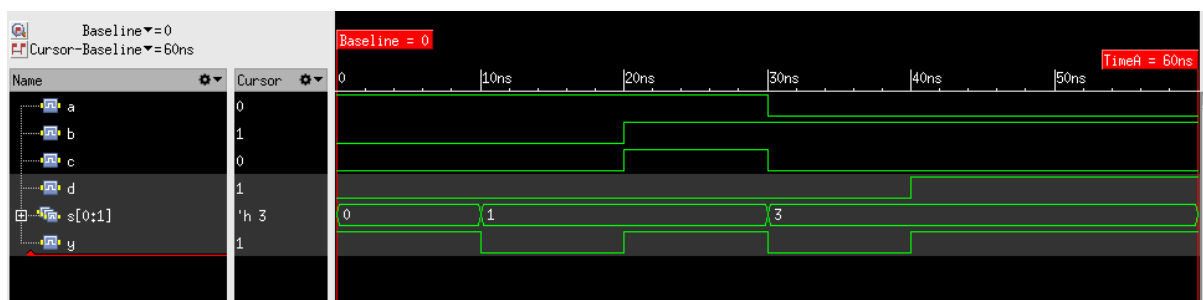 Baseline▼=0
Cursor-Baseline▼=60ns
Baseline = 0
TimeA = 60ns
Name Cursor 0 10ns 20ns 30ns 40ns 50ns
a 0
b 1
c 0
d 1
s[0:1] 'h 3 0 1 3
y 1